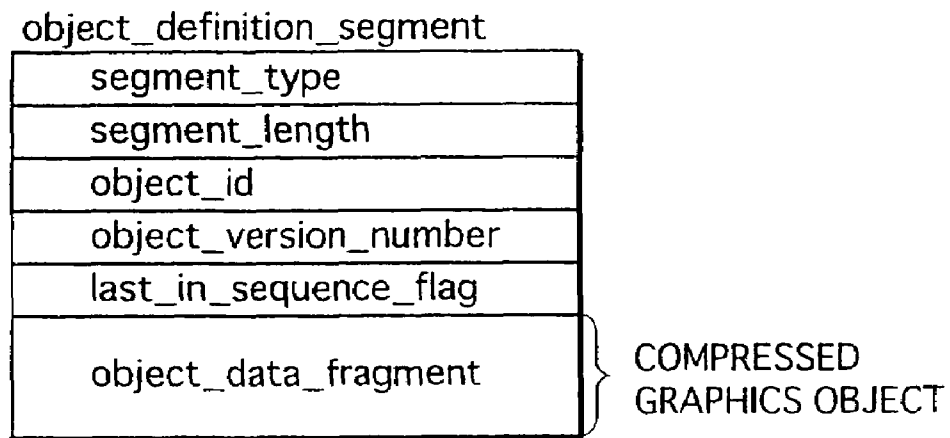 object_definition_segment
segment_type
segment_length
object_id
object_version_number
last_in_sequence_flag
object_data_fragment
COMPRESSED
GRAPHICS OBJECT